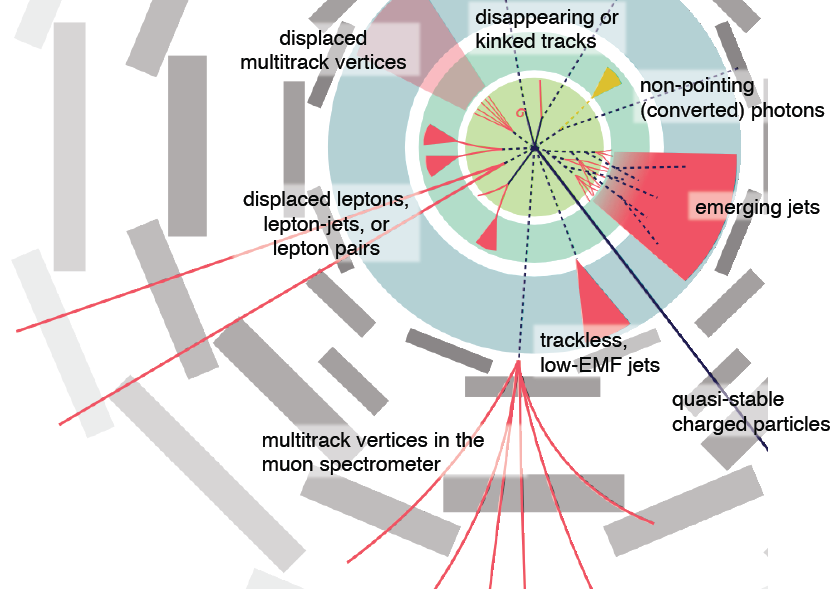 disappearing or
kinked tracks
displaced
multitrack vertices
non-pointing
(converted) photons
displaced leptons,
lepton-jets, or
lepton pairs
emerging jets
trackless,
low-EMF jets
quasi-stable
charged particles
multitrack vertices in the
muon spectrometer